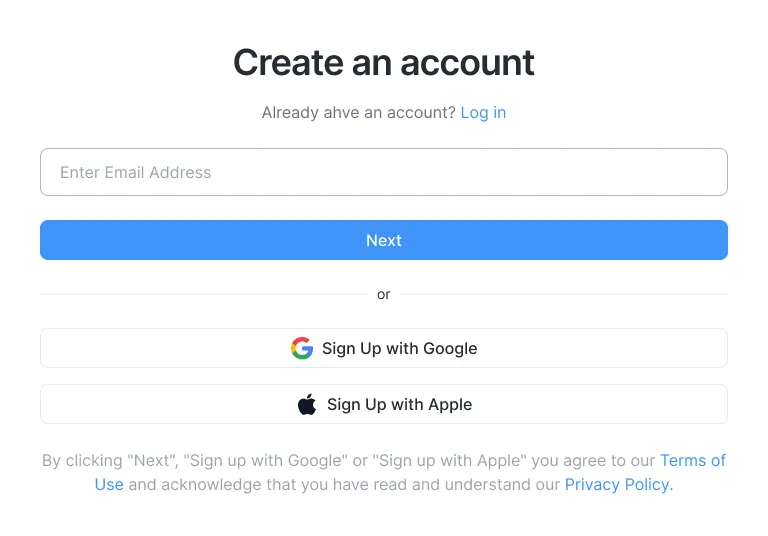 Create an account
Already ahve an account? Log in
Enter Email Address
Next
or
Sign Up with Google
Sign Up with Apple
By clicking "Next", "Sign up with Google" or "Sign up with Apple" you agree to our Terms of
Use and acknowledge that you have read and understand our Privacy Policy.